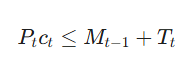 P_t c_t ≤ M_{t−1} + T_t